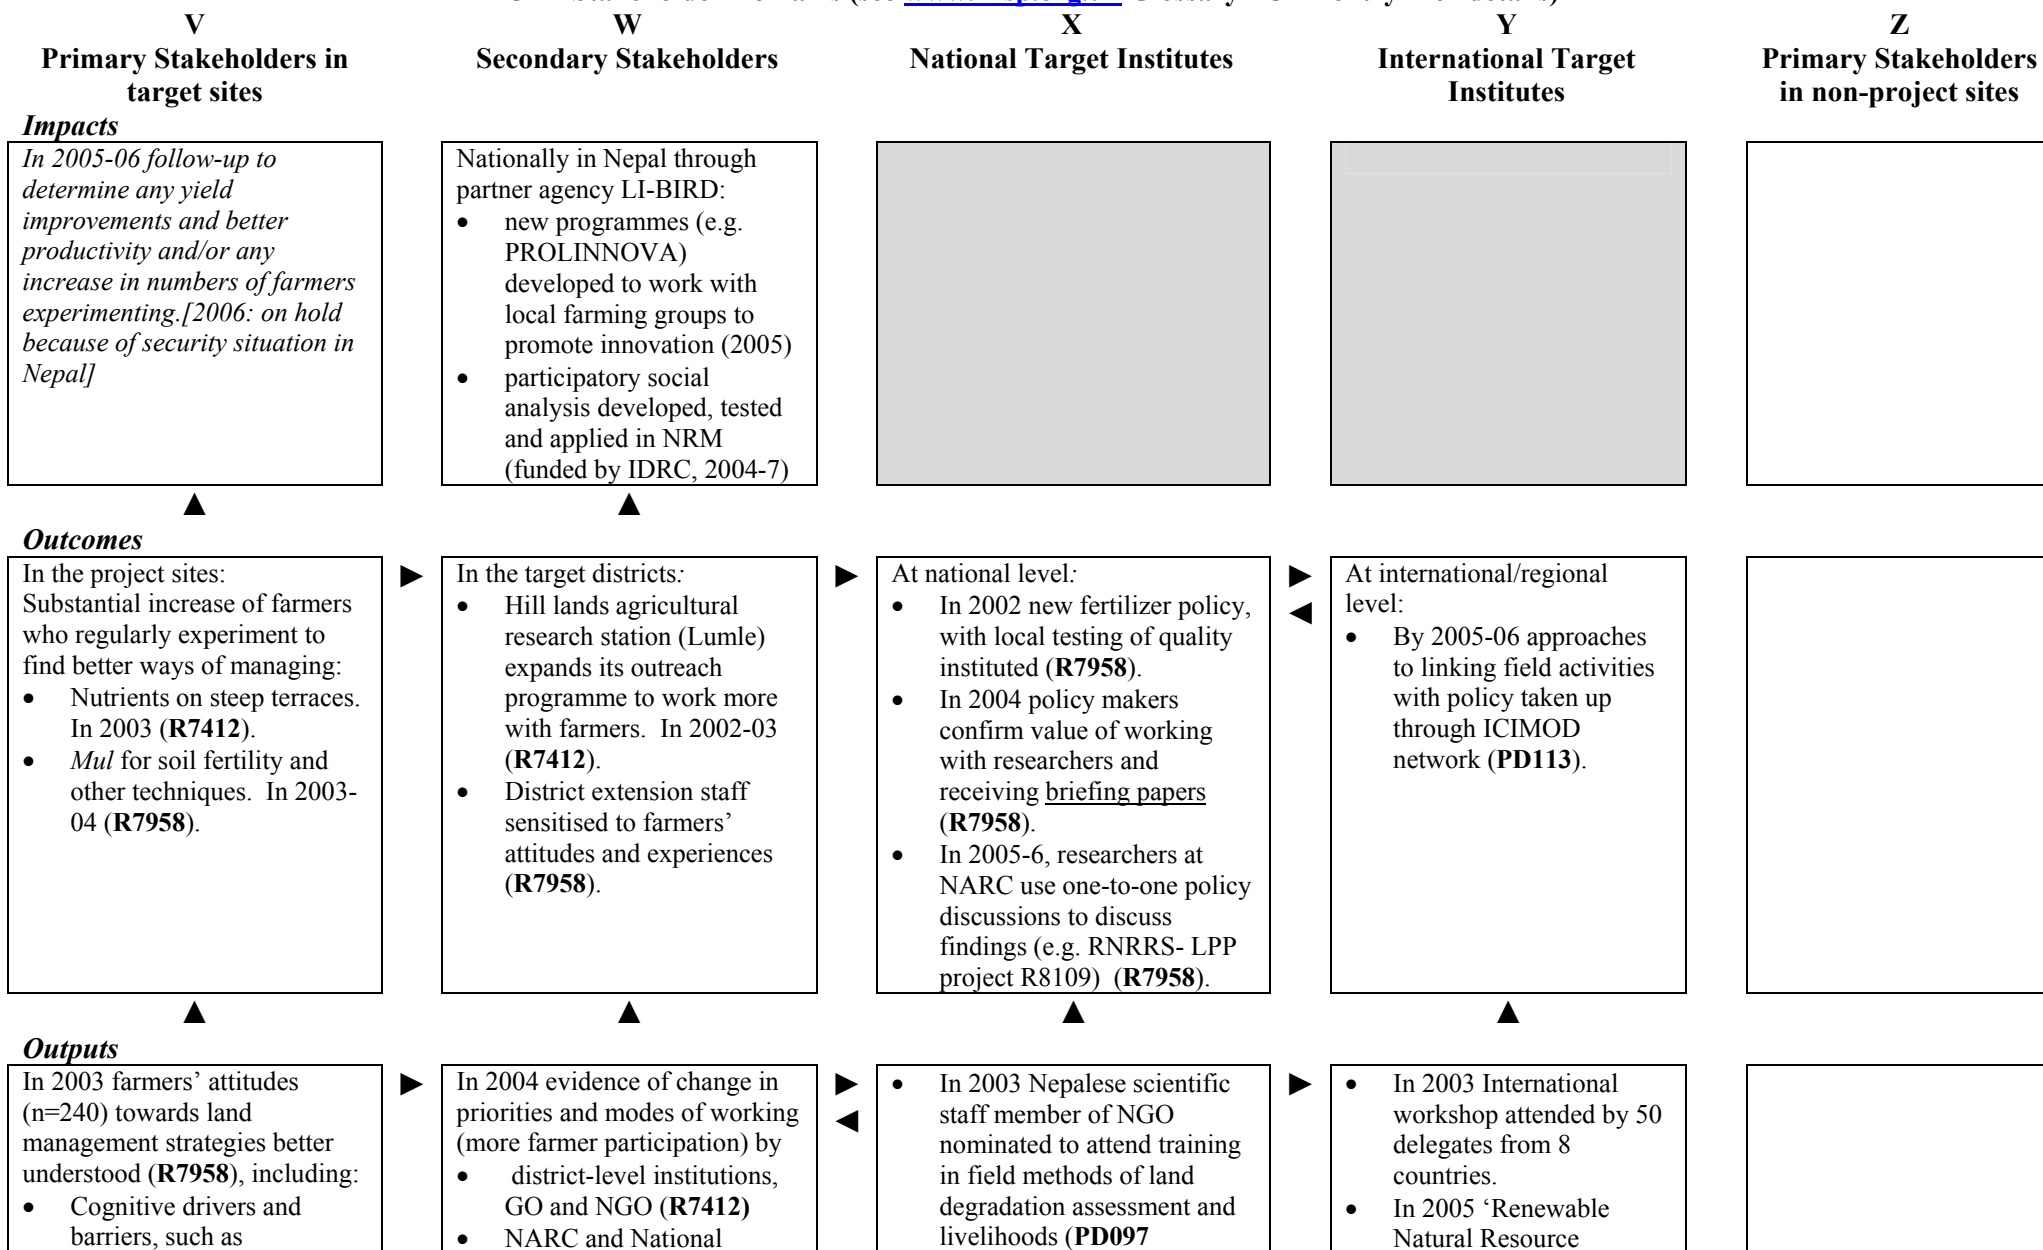 V
Primary Stakeholders in
target sites
W
Secondary Stakeholders
X
National Target Institutes
Y
International Target
Institutes
Z
Primary Stakeholders
in non-project sites
Impacts
In 2005-06 follow-up to
determine any yield
improvements and better
productivity and/or any
increase in numbers of farmers
experimenting.[2006: on hold
because of security situation in
Nepal]
Nationally in Nepal through
partner agency LI-BIRD:
• new programmes (e.g.
PROLINNOVA)
developed to work with
local farming groups to
promote innovation (2005)
• participatory social
analysis developed, tested
and applied in NRM
(funded by IDRC, 2004-7)
Outcomes
In the project sites:
Substantial increase of farmers
who regularly experiment to
find better ways of managing:
• Nutrients on steep terraces.
In 2003 (R7412).
• Mul for soil fertility and
other techniques. In 2003-
04 (R7958).
In the target districts:
• Hill lands agricultural
research station (Lumle)
expands its outreach
programme to work more
with farmers. In 2002-03
(R7412).
• District extension staff
sensitised to farmers’
attitudes and experiences
(R7958).
At national level:
• In 2002 new fertilizer policy,
with local testing of quality
instituted (R7958).
• In 2004 policy makers
confirm value of working
with researchers and
receiving briefing papers
(R7958).
• In 2005-6, researchers at
NARC use one-to-one policy
discussions to discuss
findings (e.g. RNRRS- LPP
project R8109) (R7958).
At international/regional
level:
• By 2005-06 approaches
to linking field activities
with policy taken up
through ICIMOD
network (PD113).
Outputs
In 2003 farmers’ attitudes
(n=240) towards land
management strategies better
understood (R7958), including:
• Cognitive drivers and
barriers, such as
In 2004 evidence of change in
priorities and modes of working
(more farmer participation) by
• district-level institutions,
GO and NGO (R7412)
• NARC and National
• In 2003 Nepalese scientific
staff member of NGO
nominated to attend training
in field methods of land
degradation assessment and
livelihoods (PD097
• In 2003 International
workshop attended by 50
delegates from 8
countries.
• In 2005 ‘Renewable
Natural Resource